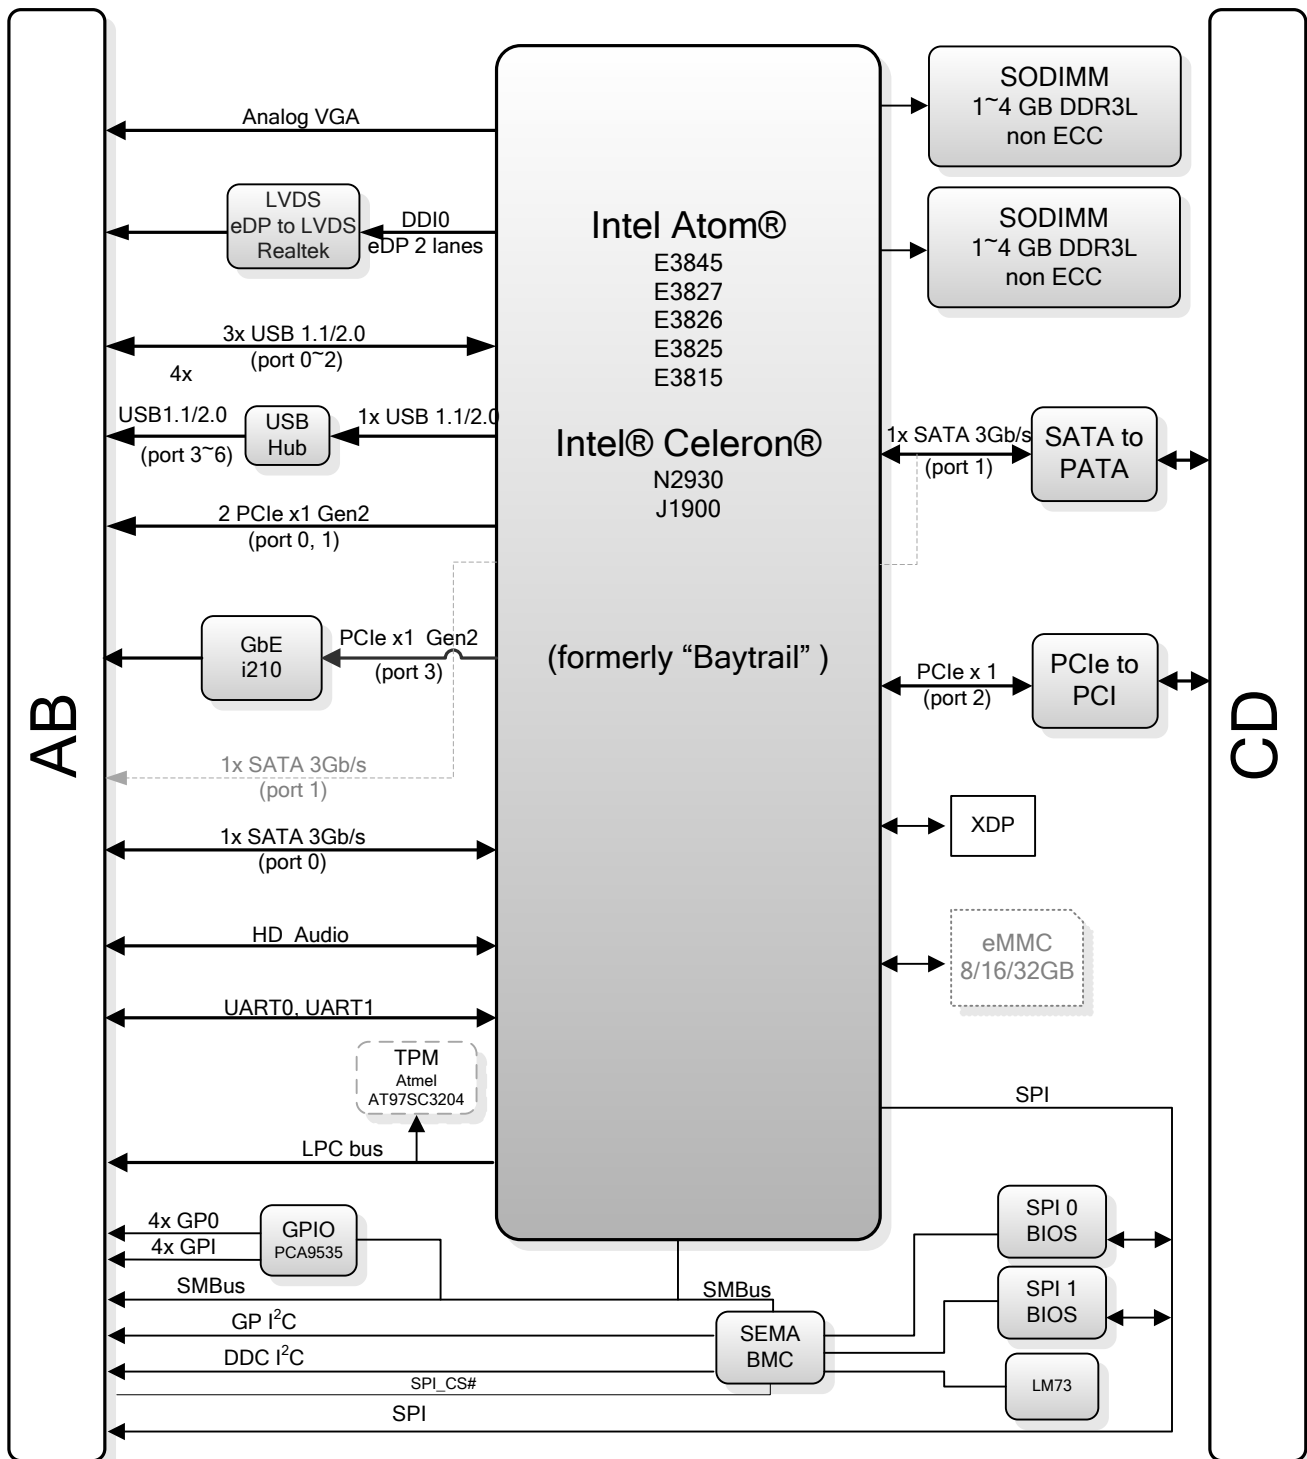 AB
CD
Analog VGA
LVDS
eDP to LVDS
Realtek
DDI0
eDP 2 lanes
3x USB 1.1/2.0
(port 0~2)
4x
USB1.1/2.0
(port 3~6)
USB
Hub
1x USB 1.1/2.0
2 PCIe x1 Gen2
(port 0, 1)
GbE
i210
PCIe x1 Gen2
(port 3)
1x SATA 3Gb/s
(port 1)
1x SATA 3Gb/s
(port 0)
HD Audio
UART0, UART1
TPM
Atmel
AT97SC3204
LPC bus
4x GP0
4x GPI
GPIO
PCA9535
SMBus
GP I²C
DDC I²C
SPI_CS#
SPI
Intel Atom®
E3845
E3827
E3826
E3825
E3815
Intel® Celeron®
N2930
J1900
(formerly “Baytrail” )
SMBus
SEMA
BMC
SODIMM
1~4 GB DDR3L
non ECC
SODIMM
1~4 GB DDR3L
non ECC
1x SATA 3Gb/s
(port 1)
SATA to
PATA
PCIe x 1
(port 2)
PCIe to
PCI
XDP
eMMC
8/16/32GB
SPI
SPI 0
BIOS
SPI 1
BIOS
LM73